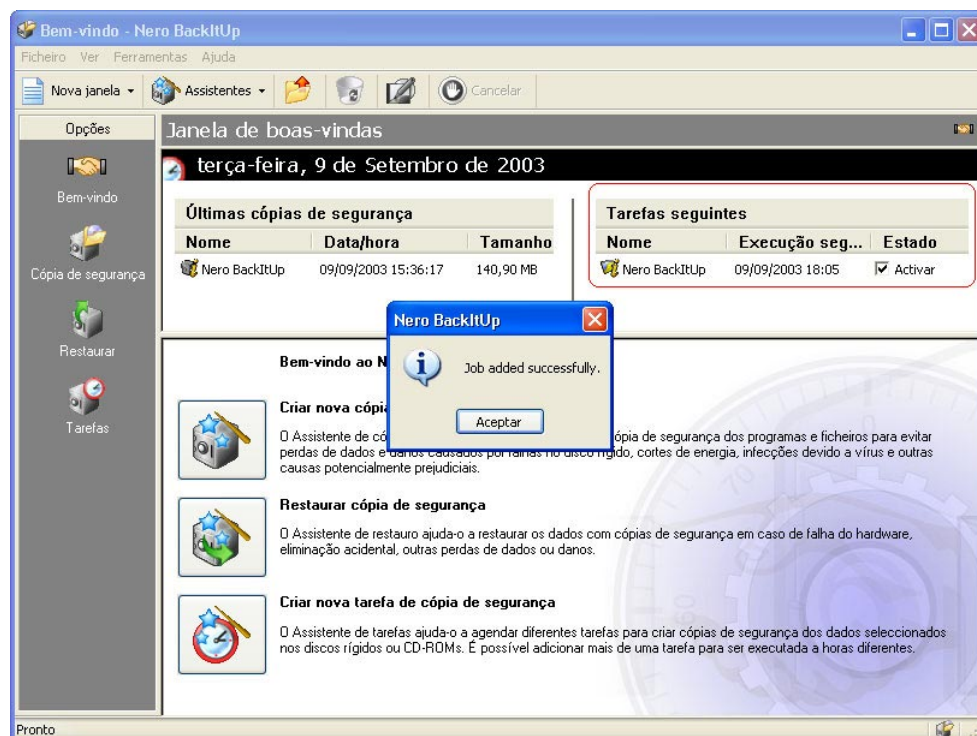 Bem-vindo - Nero BackItUp
Ficheiro Ver Ferramentas Ajuda
Nova janela Assistentes Cancelar
Opções
Bem-vindo
Cópia de segurança
Restaurar
Tarefas
Janela de boas-vindas
terça-feira, 9 de Setembro de 2003
Últimas cópias de segurança
Nome Data/hora Tamanho
Nero BackItUp 09/09/2003 15:36:17 140,90 MB
Tarefas seguintes
Nome Execução seg... Estado
Nero BackItUp 09/09/2003 18:05 Activar
Nero BackItUp
Job added successfully.
Aceptar
Bem-vindo ao N
Criar nova cópi
O Assistente de có ópia de segurança dos programas e ficheiros para evitar
perdas de dados e danos causados por falhas no disco rígido, cortes de energia, infecções devido a vírus e outras
causas potencialmente prejudiciais.
Restaurar cópia de segurança
O Assistente de restauro ajuda-o a restaurar os dados com cópias de segurança em caso de falha do hardware,
eliminação acidental, outras perdas de dados ou danos.
Criar nova tarefa de cópia de segurança
O Assistente de tarefas ajuda-o a agendar diferentes tarefas para criar cópias de segurança dos dados seleccionados
nos discos rígidos ou CD-ROMs. É possível adicionar mais de uma tarefa para ser executada a horas diferentes.
Pronto